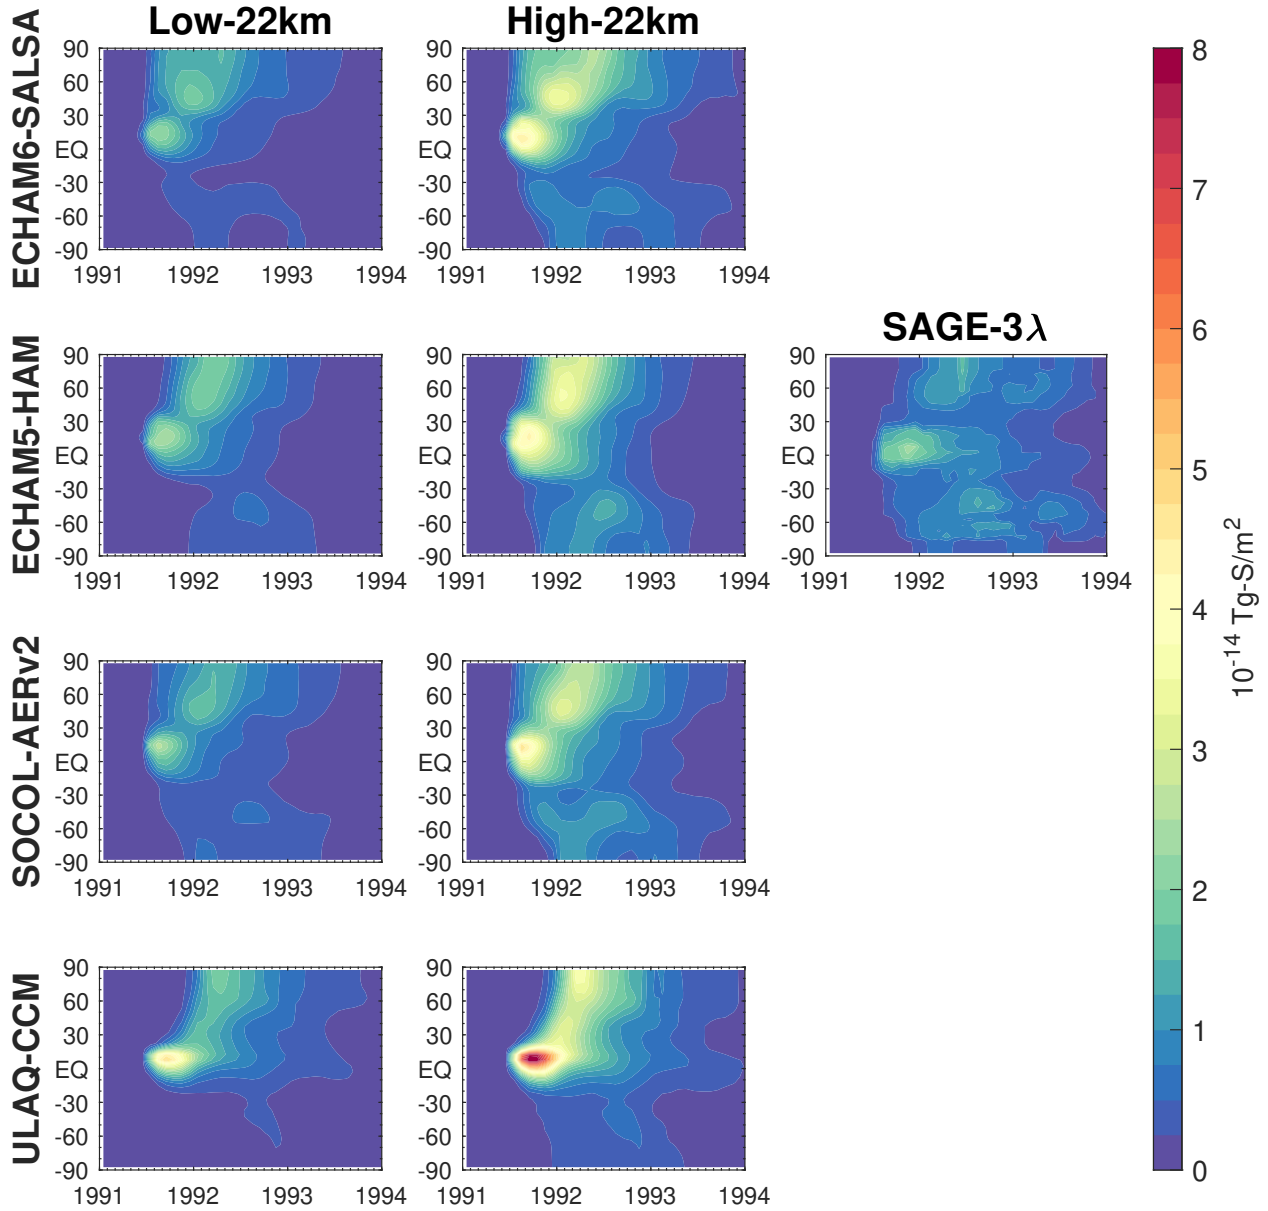 Low-22km High-22km
ECHAM6-SALSA
90 90
60 60
30 30
EQ EQ
-30 -30
-60 -60
-90 -90
1991 1992 1993 1994 1991 1992 1993 1994
SAGE-3λ
ECHAM5-HAM
90 90 90
60 60 60
30 30 30
EQ EQ EQ
-30 -30 -30
-60 -60 -60
-90 -90 -90
1991 1992 1993 1994 1991 1992 1993 1994 1991 1992 1993 1994
SOCOL-AERv2
90 90
60 60
30 30
EQ EQ
-30 -30
-60 -60
-90 -90
1991 1992 1993 1994 1991 1992 1993 1994
ULAQ-CCM
90 90
60 60
30 30
EQ EQ
-30 -30
-60 -60
-90 -90
1991 1992 1993 1994 1991 1992 1993 1994
8
7
6
5
4
3
2
1
0
10⁻¹⁴ Tg-S/m²